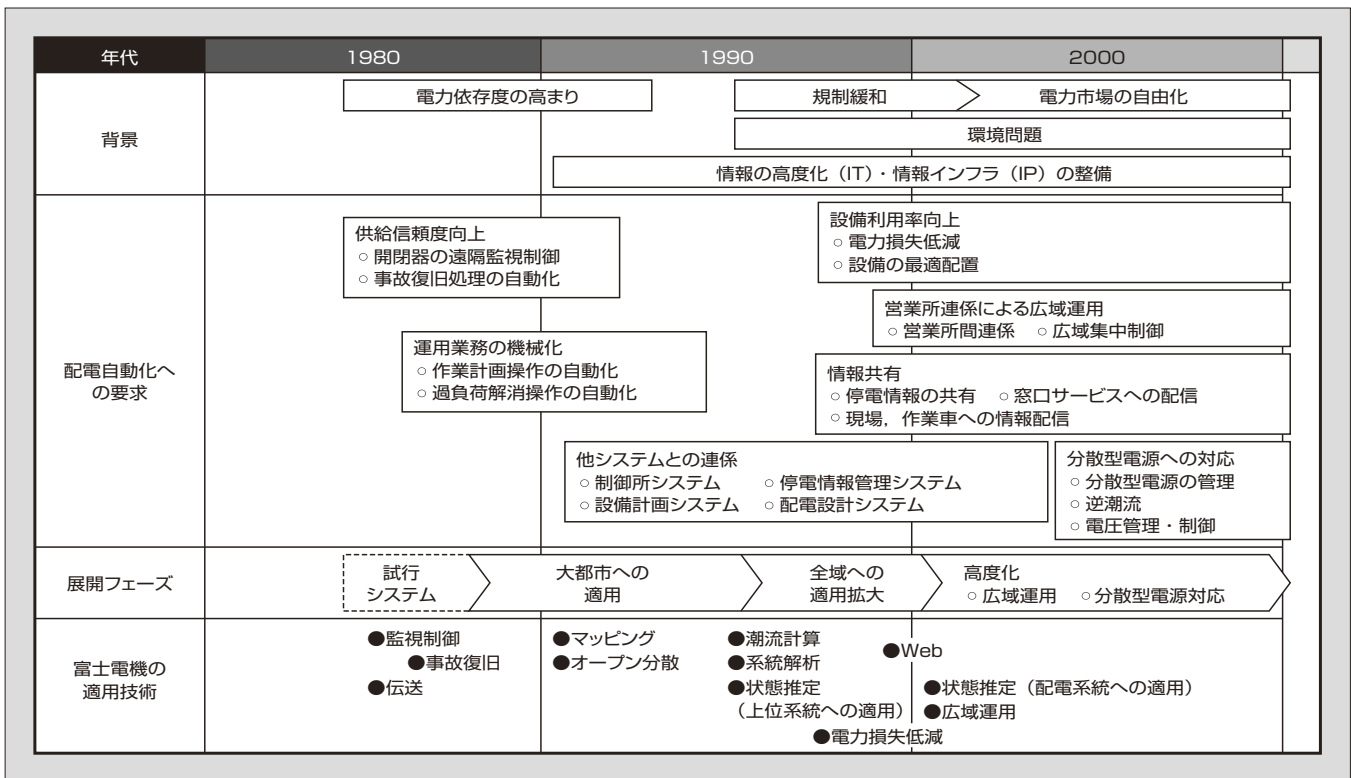 年代
1980
1990
2000
背景
電力依存度の高まり
規制緩和
電力市場の自由化
環境問題
情報の高度化（IT）・情報インフラ（IP）の整備
配電自動化へ
の要求
供給信頼度向上
○ 開閉器の遠隔監視制御
○ 事故復旧処理の自動化
運用業務の機械化
○ 作業計画操作の自動化
○ 過負荷解消操作の自動化
設備利用率向上
○ 電力損失低減
○ 設備の最適配置
営業所連係による広域運用
○ 営業所間連係 ○ 広域集中制御
情報共有
○ 停電情報の共有 ○ 窓口サービスへの配信
○ 現場，作業車への情報配信
他システムとの連係
○ 制御所システム ○ 停電情報管理システム
○ 設備計画システム ○ 配電設計システム
分散型電源への対応
○ 分散型電源の管理
○ 逆潮流
○ 電圧管理・制御
展開フェーズ
試行
システム
大都市への
適用
全域への
適用拡大
高度化
○ 広域運用 ○ 分散型電源対応
富士電機の
適用技術
●監視制御
●事故復旧
●伝送
●マッピング
●オープン分散
●潮流計算
●系統解析
●状態推定
（上位系統への適用）
●電力損失低減
●Web
●状態推定（配電系統への適用）
●広域運用